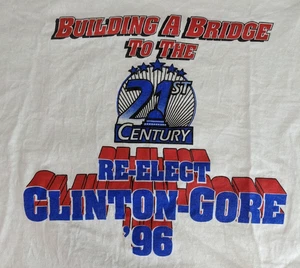 BUILDING A BRIDGE
TO THE
21ST
CENTURY
RE-ELECT
CLINTON-GORE
'96